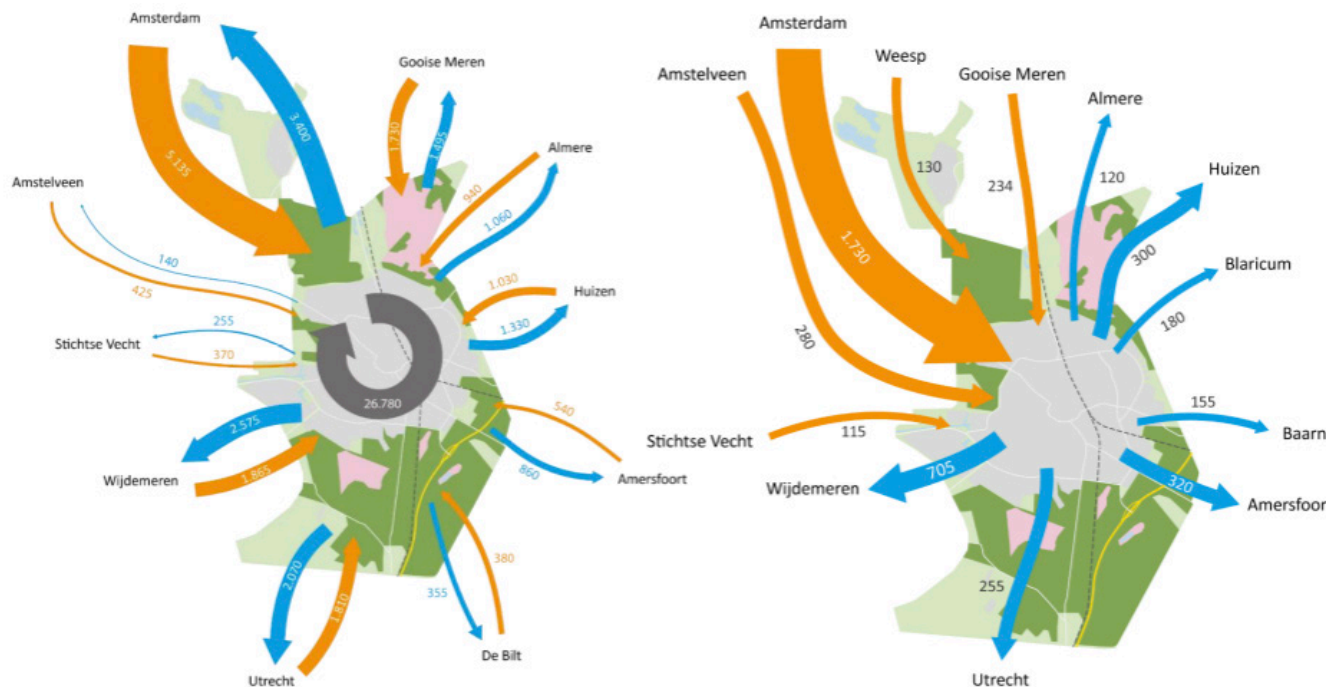 Amsterdam
Gooise Meren
3.400
1.730
1.495
5.135
Almere
940
1.060
Amstelveen
140
425
Huizen
1.030
1.330
255
Stichtse Vecht
370
26.780
2.575
540
Wijdemeren
1.865
860
Amersfoort
2.070
1.810
380
355
De Bilt
Utrecht
Amsterdam
Weesp
Amstelveen
Gooise Meren
Almere
Huizen
130
234
120
1.730
300
Blaricum
280
180
155
Stichtse Vecht
115
Baarn
705
Wijdemeren
320
Amersfoor
255
Utrecht